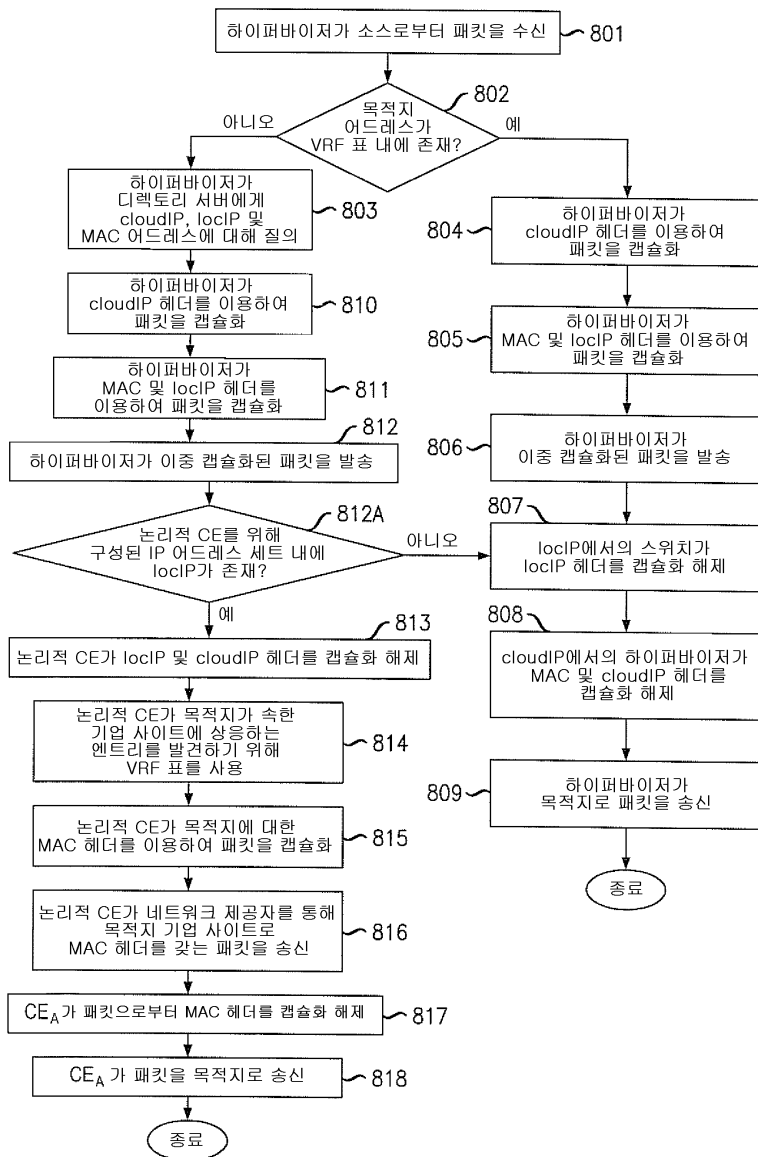 하이퍼바이저가 소스로부터 패킷을 수신
801
802
목적지
어드레스가
VRF 표 내에 존재?
아니오
예
하이퍼바이저가
디렉토리 서버에게
cloudIP, locIP 및
MAC 어드레스에 대해 질의
803
하이퍼바이저가
cloudIP 헤더를 이용하여
패킷을 캡슐화
810
하이퍼바이저가
MAC 및 locIP 헤더를
이용하여 패킷을 캡슐화
811
812
하이퍼바이저가 이중 캡슐화된 패킷을 발송
812A
논리적 CE를 위해
구성된 IP 어드레스 세트 내에
locIP가 존재?
아니오
예
813
논리적 CE가 locIP 및 cloudIP 헤더를 캡슐화 해제
논리적 CE가 목적지가 속한
기업 사이트에 상응하는
엔트리를 발견하기 위해
VRF 표를 사용
814
논리적 CE가 목적지에 대한
MAC 헤더를 이용하여 패킷을 캡슐화
815
논리적 CE가 네트워크 제공자를 통해
목적지 기업 사이트로
MAC 헤더를 갖는 패킷을 송신
816
CEA가 패킷으로부터 MAC 헤더를 캡슐화 해제
817
CEA 가 패킷을 목적지로 송신
818
종료
804
하이퍼바이저가
cloudIP 헤더를 이용하여
패킷을 캡슐화
805
하이퍼바이저가
MAC 및 locIP 헤더를 이용하여
패킷을 캡슐화
806
하이퍼바이저가
이중 캡슐화된 패킷을 발송
807
locIP에서의 스위치가
locIP 헤더를 캡슐화 해제
808
cloudIP에서의 하이퍼바이저가
MAC 및 cloudIP 헤더를
캡슐화 해제
809
하이퍼바이저가
목적지로 패킷을 송신
종료